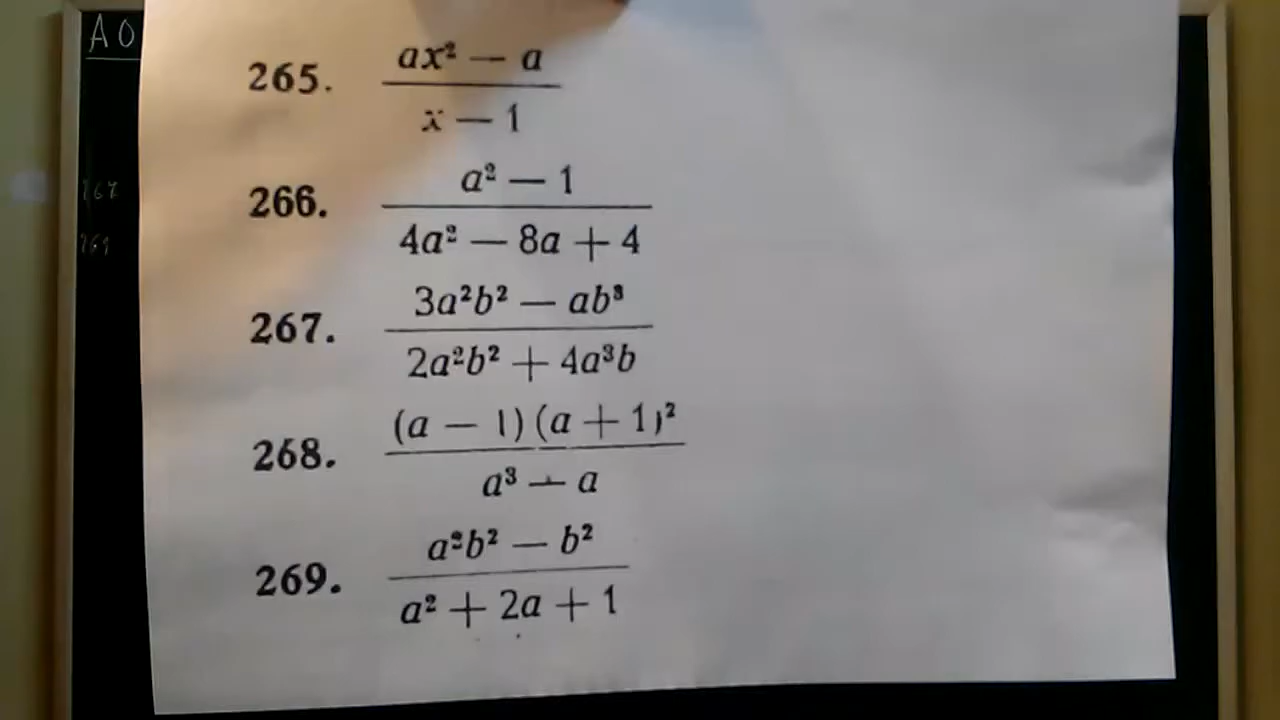 A O
265. (ax² − a) / (x − 1)
266. (a² − 1) / (4a² − 8a + 4)
267. (3a²b² − ab³) / (2a²b² + 4a³b)
268. (a − 1)(a + 1)² / (a³ − a)
269. (a²b² − b²) / (a² + 2a + 1)